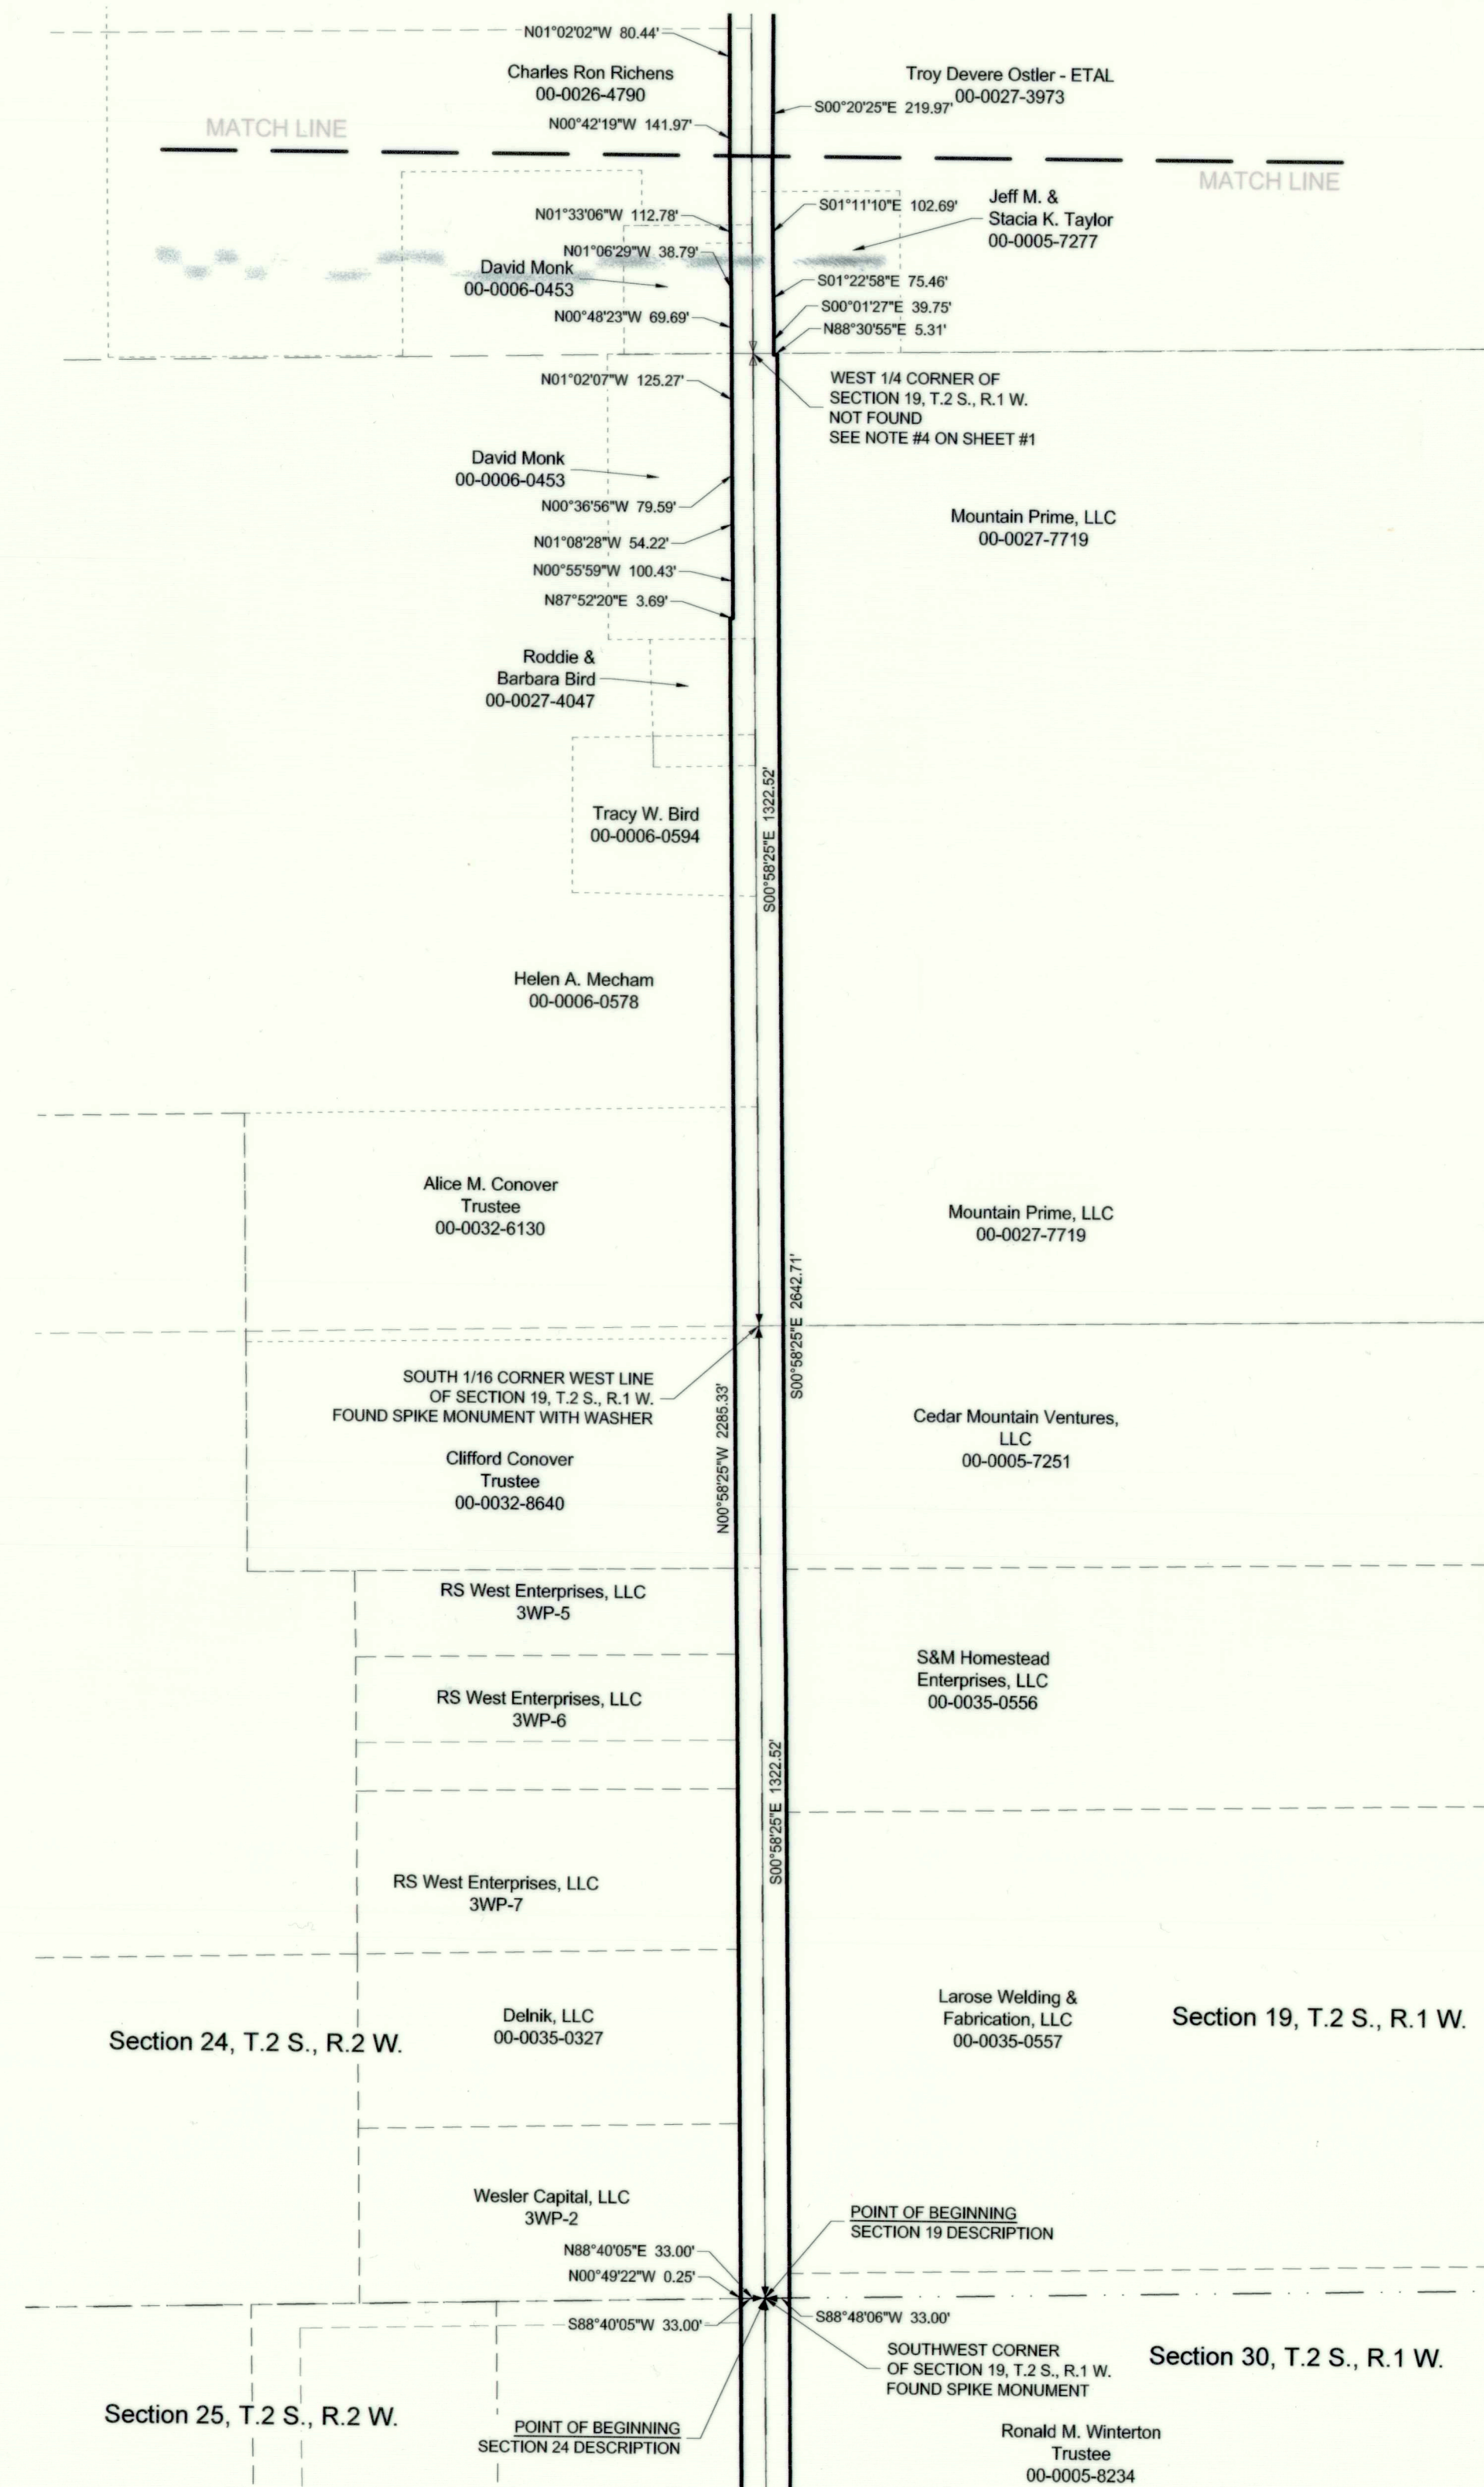 N01°02'02"W 80.44'
Charles Ron Richens
00-0026-4790
Troy Devere Ostler - ETAL
00-0027-3973
S00°20'25"E 219.97'
N00°42'19"W 141.97'
MATCH LINE
MATCH LINE
N01°33'06"W 112.78'
S01°11'10"E 102.69'
Jeff M. &
Stacia K. Taylor
00-0005-7277
N01°06'29"W 38.79'
David Monk
00-0006-0453
S01°22'58"E 75.46'
S00°01'27"E 39.75'
N00°48'23"W 69.69'
N88°30'55"E 5.31'
N01°02'07"W 125.27'
WEST 1/4 CORNER OF
SECTION 19, T.2 S., R.1 W.
NOT FOUND
SEE NOTE #4 ON SHEET #1
David Monk
00-0006-0453
N00°36'56"W 79.59'
Mountain Prime, LLC
00-0027-7719
N01°08'28"W 54.22'
N00°55'59"W 100.43'
N87°52'20"E 3.69'
Roddie &
Barbara Bird
00-0027-4047
S00°58'25"E 1322.52'
Tracy W. Bird
00-0006-0594
Helen A. Mecham
00-0006-0578
Alice M. Conover
Trustee
00-0032-6130
Mountain Prime, LLC
00-0027-7719
S00°58'25"E 2642.71'
SOUTH 1/16 CORNER WEST LINE
OF SECTION 19, T.2 S., R.1 W.
FOUND SPIKE MONUMENT WITH WASHER
N00°58'25"W 2285.33'
Cedar Mountain Ventures,
LLC
00-0005-7251
Clifford Conover
Trustee
00-0032-8640
RS West Enterprises, LLC
3WP-5
S&M Homestead
Enterprises, LLC
00-0035-0556
RS West Enterprises, LLC
3WP-6
S00°58'25"E 1322.52'
RS West Enterprises, LLC
3WP-7
Larose Welding &
Fabrication, LLC
00-0035-0557
Section 19, T.2 S., R.1 W.
Delnik, LLC
00-0035-0327
Section 24, T.2 S., R.2 W.
Wesler Capital, LLC
3WP-2
POINT OF BEGINNING
SECTION 19 DESCRIPTION
N88°40'05"E 33.00'
N00°49'22"W 0.25'
S88°40'05"W 33.00'
S88°48'06"W 33.00'
SOUTHWEST CORNER
OF SECTION 19, T.2 S., R.1 W.
FOUND SPIKE MONUMENT
Section 30, T.2 S., R.1 W.
Section 25, T.2 S., R.2 W.
POINT OF BEGINNING
SECTION 24 DESCRIPTION
Ronald M. Winterton
Trustee
00-0005-8234